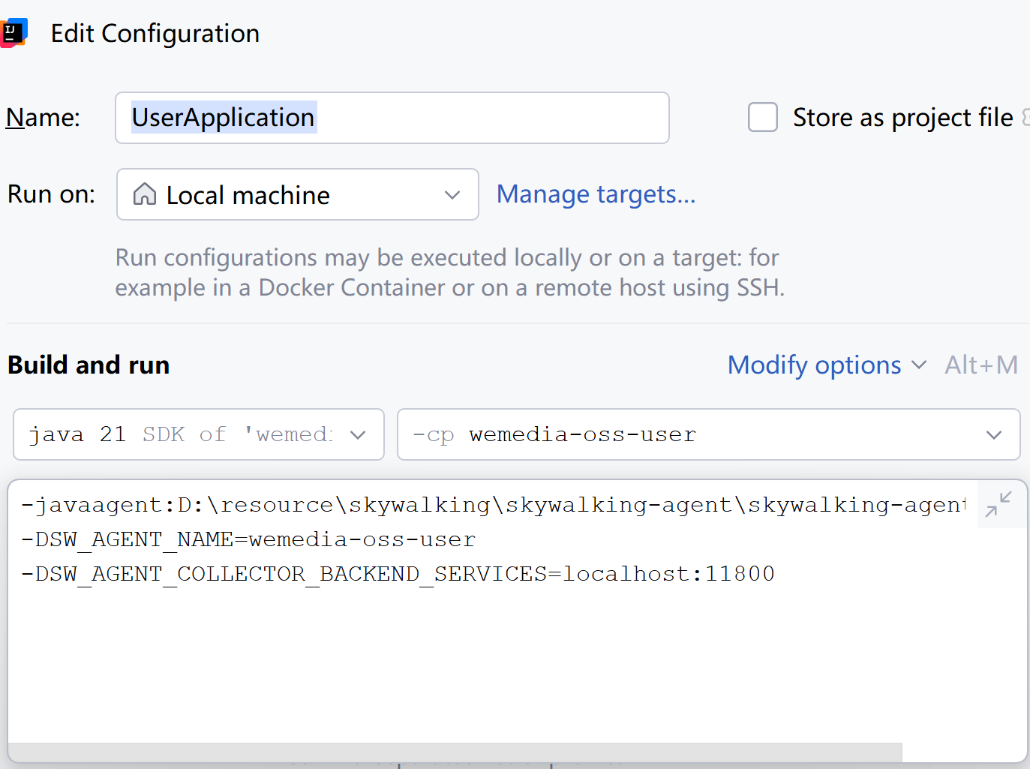 Edit Configuration
Name: UserApplication Store as project file
Run on: Local machine Manage targets...
Run configurations may be executed locally or on a target: for
example in a Docker Container or on a remote host using SSH.
Build and run Modify options Alt+M
java 21 SDK of 'wemed -cp wemedia-oss-user
-javaagent:D:\resource\skywalking\skywalking-agent\skywalking-agent
-DSW_AGENT_NAME=wemedia-oss-user
-DSW_AGENT_COLLECTOR_BACKEND_SERVICES=localhost:11800